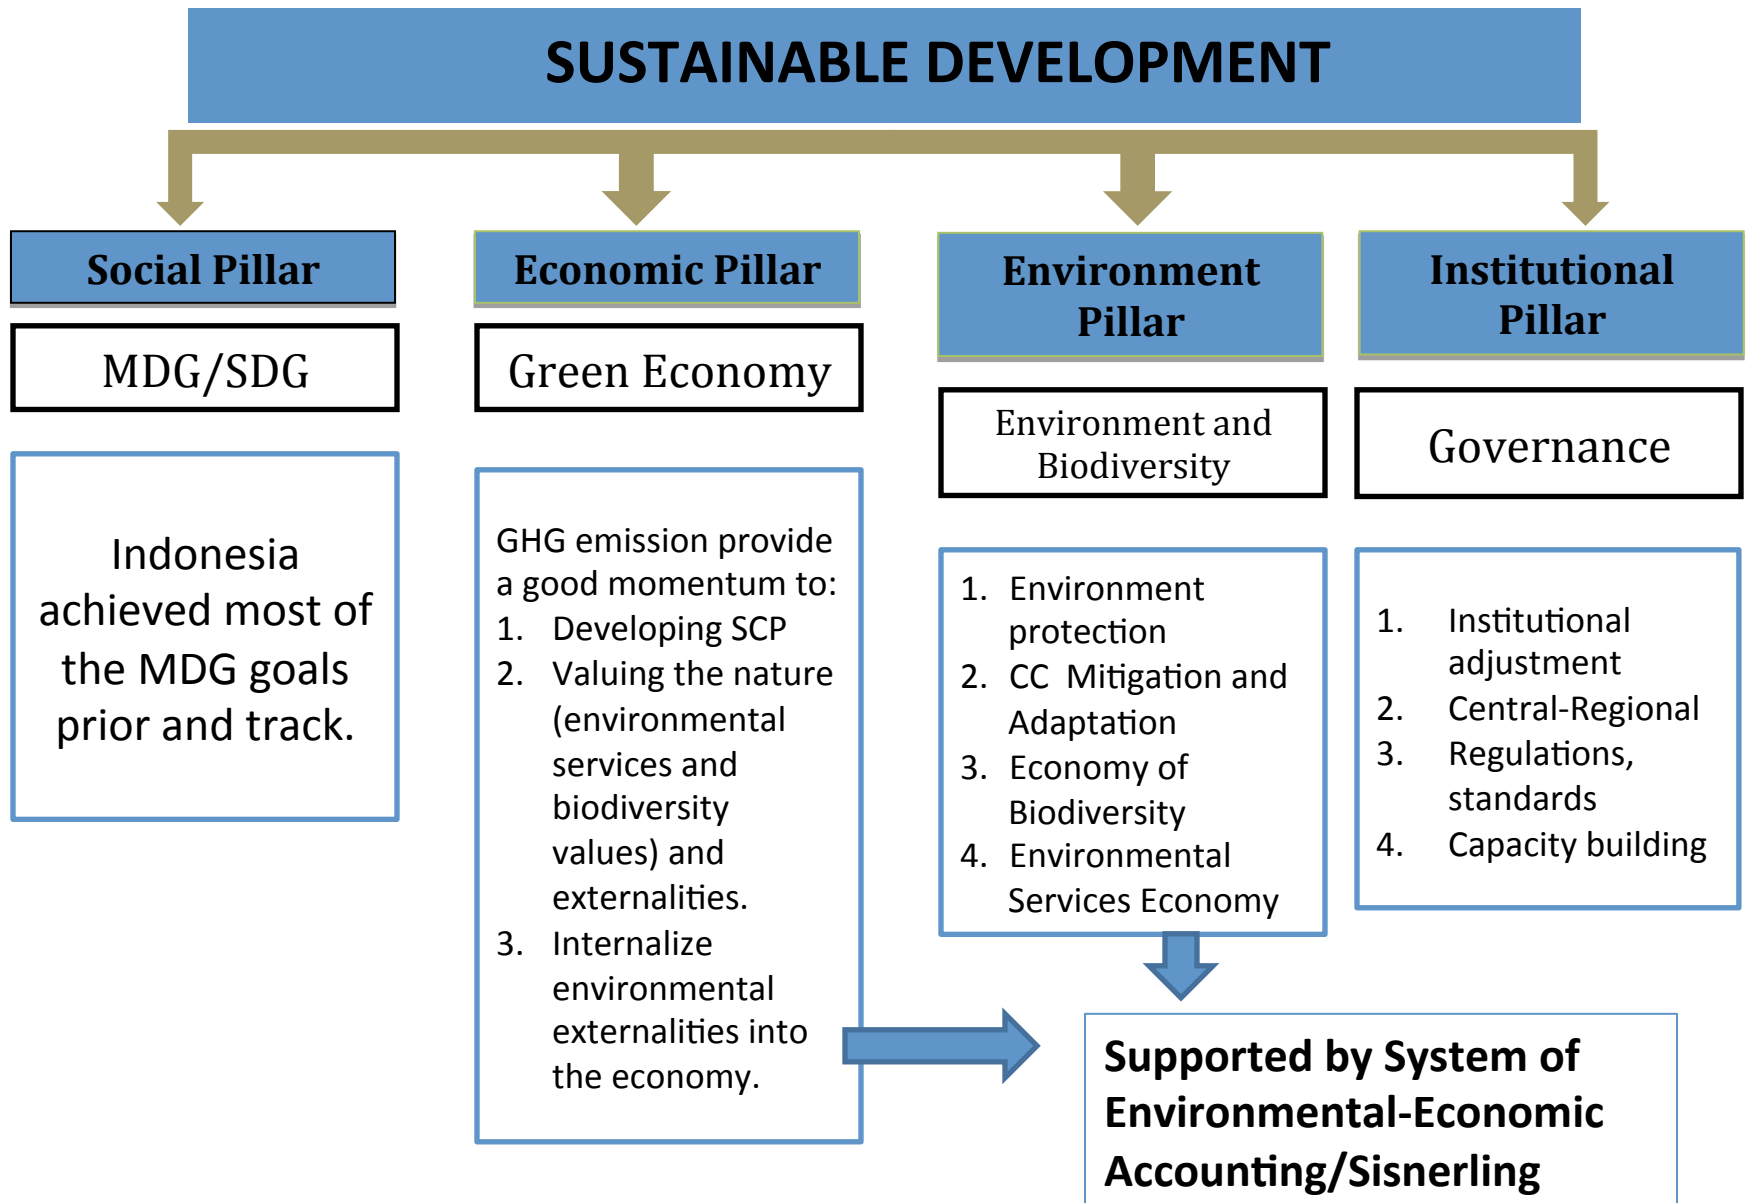 SUSTAINABLE DEVELOPMENT
Social Pillar
MDG/SDG
Indonesia
achieved most of
the MDG goals
prior and track.
Economic Pillar
Green Economy
GHG emission provide
a good momentum to:
1. Developing SCP
2. Valuing the nature
(environmental
services and
biodiversity
values) and
externalities.
3. Internalize
environmental
externalities into
the economy.
Environment
Pillar
Environment and
Biodiversity
1. Environment
protection
2. CC Mitigation and
Adaptation
3. Economy of
Biodiversity
4. Environmental
Services Economy
Institutional
Pillar
Governance
1. Institutional
adjustment
2. Central-Regional
3. Regulations,
standards
4. Capacity building
Supported by System of
Environmental-Economic
Accounting/Sisnerling